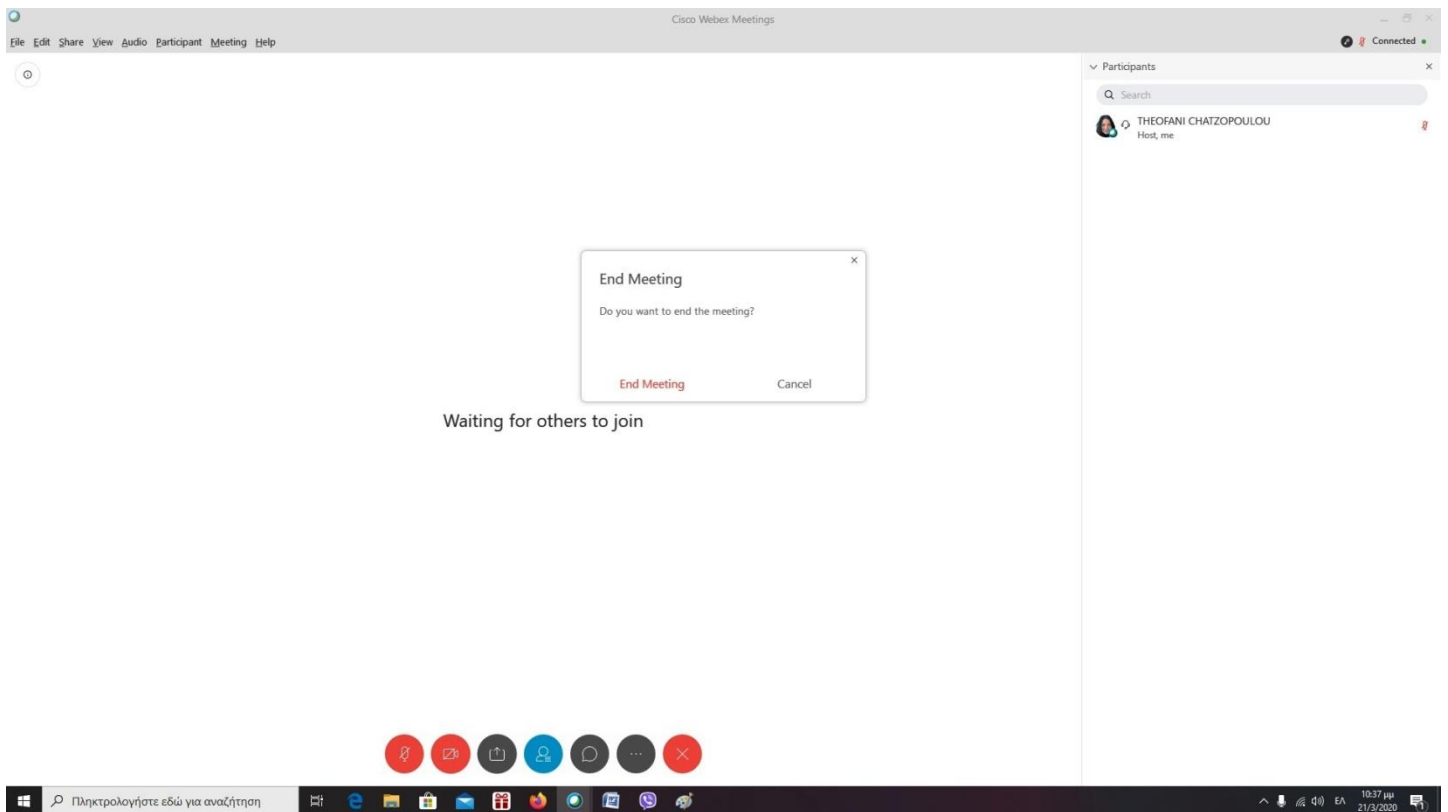 Cisco Webex Meetings
File Edit Share View Audio Participant Meeting Help
Connected
Participants
Search
THEOFANI CHATZOPOULOU
Host, me
End Meeting
Do you want to end the meeting?
End Meeting Cancel
Waiting for others to join
Πληκτρολογήστε εδώ για αναζήτηση
ΕΛ
10:37 μμ
21/3/2020
1